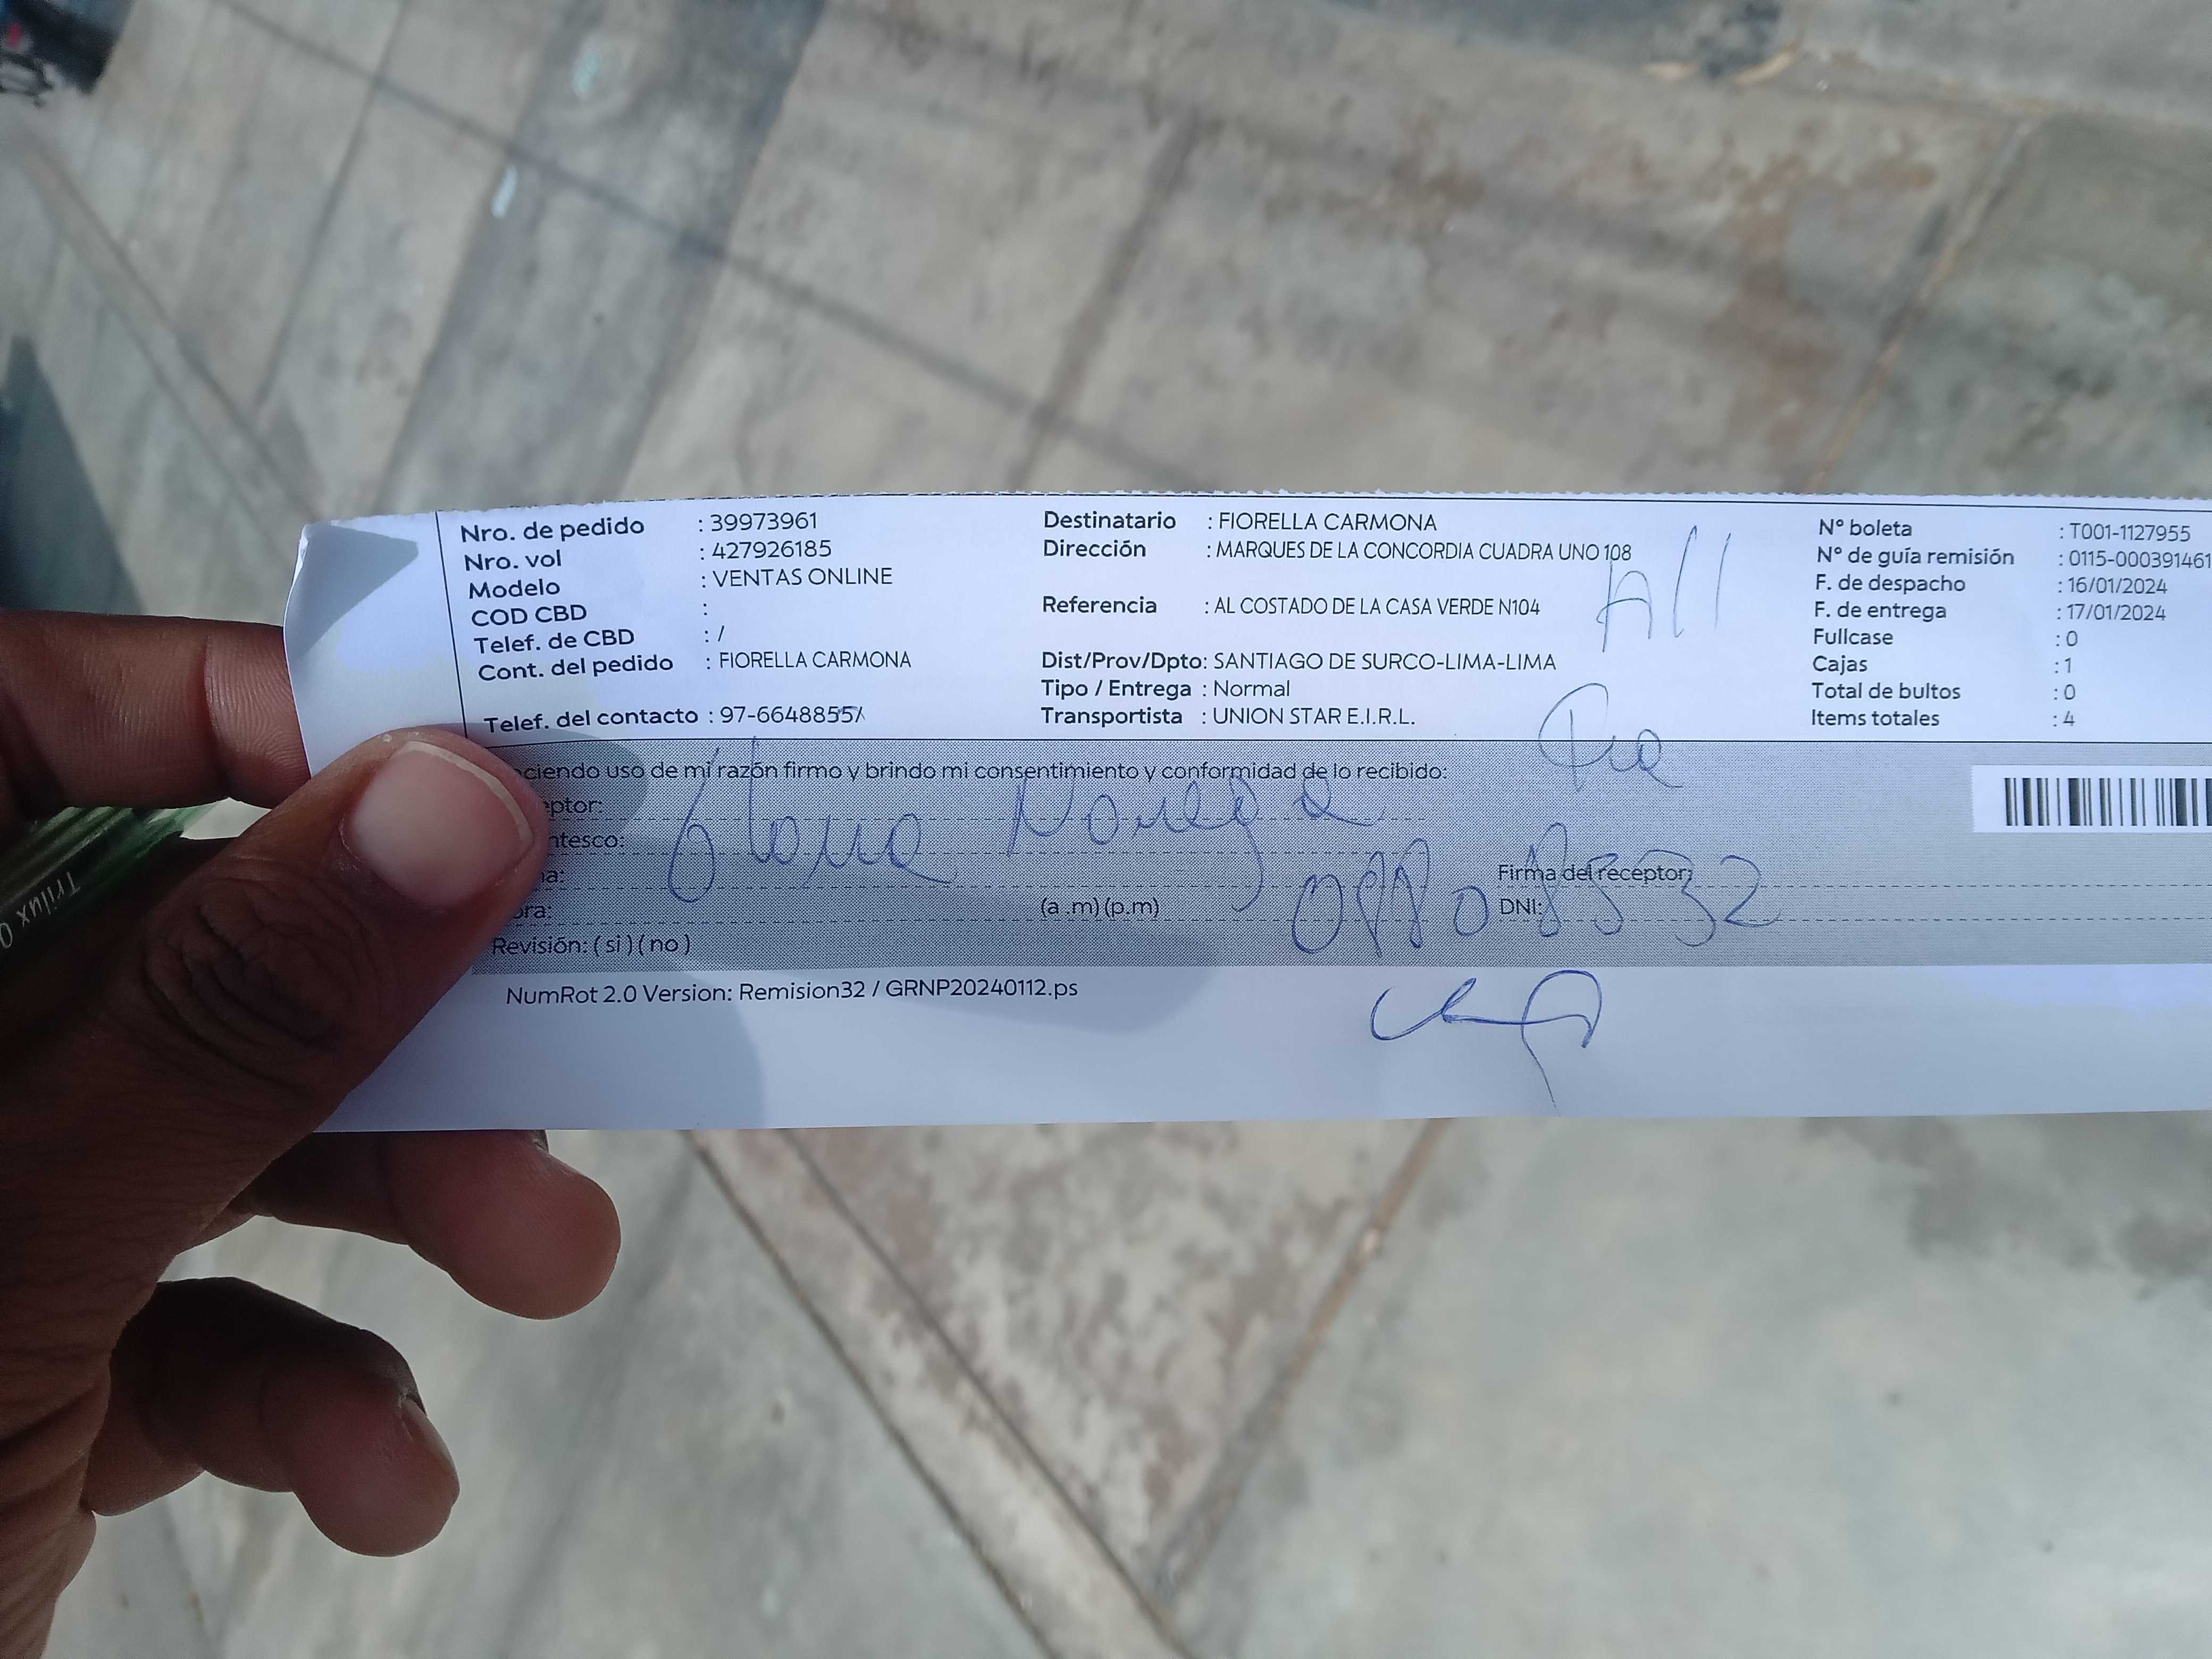 Nro. de pedido : 39973961
Nro. vol : 427926185
Modelo : VENTAS ONLINE
COD CBD :
Telef. de CBD : /
Cont. del pedido : FIORELLA CARMONA
Telef. del contacto : 97-6648855/
Destinatario : FIORELLA CARMONA
Dirección : MARQUES DE LA CONCORDIA CUADRA UNO 108
Referencia : AL COSTADO DE LA CASA VERDE N104
Dist/Prov/Dpto: SANTIAGO DE SURCO-LIMA-LIMA
Tipo / Entrega : Normal
Transportista : UNION STAR E.I.R.L.
N° boleta : T001-1127955
N° de guía remisión : 0115-000391461
F. de despacho : 16/01/2024
F. de entrega : 17/01/2024
Fullcase : 0
Cajas : 1
Total de bultos : 0
Items totales : 4
ciendo uso de mi razón firmo y brindo mi consentimiento y conformidad de lo recibido:
ptor:
ntesco:
Firma del receptor:
ora: (a .m) (p.m) DNI:
Revisión: ( si ) ( no )
NumRot 2.0 Version: Remision32 / GRNP20240112.ps
Trilux 0